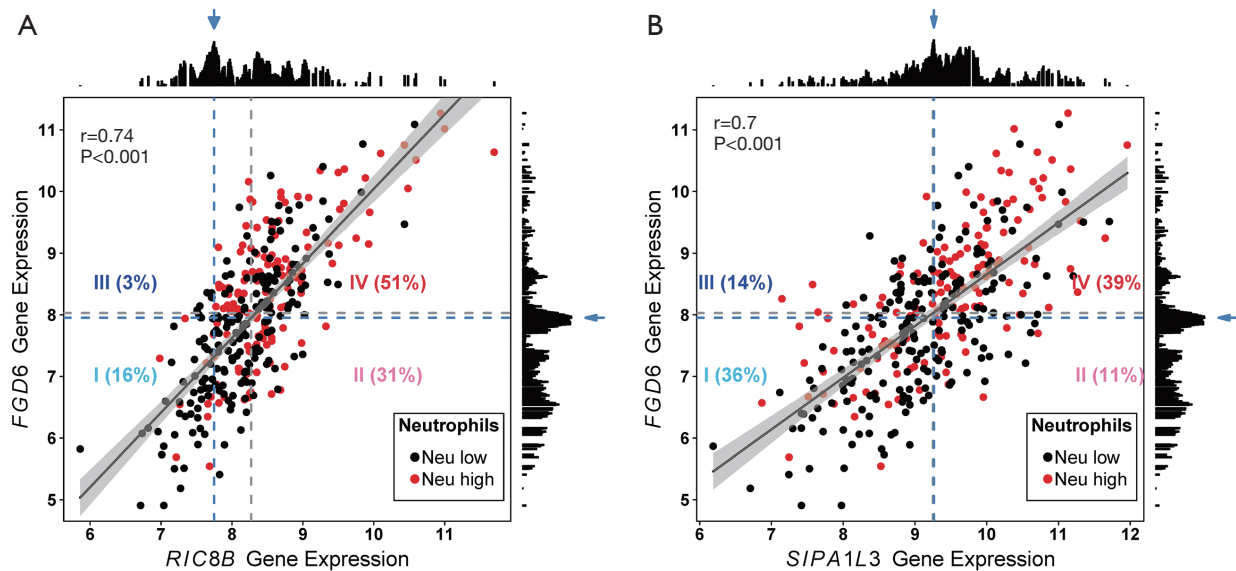 A
r=0.74
P<0.001
11
10
9
8
7
6
5
FGD6 Gene Expression
III (3%)
IV (51%)
I (16%)
II (31%)
Neutrophils
Neu low
Neu high
6 7 8 9 10 11
RIC8B Gene Expression
B
r=0.7
P<0.001
11
10
9
8
7
6
5
FGD6 Gene Expression
III (14%)
IV (39%)
I (36%)
II (11%)
Neutrophils
Neu low
Neu high
6 7 8 9 10 11 12
SIPA1L3 Gene Expression